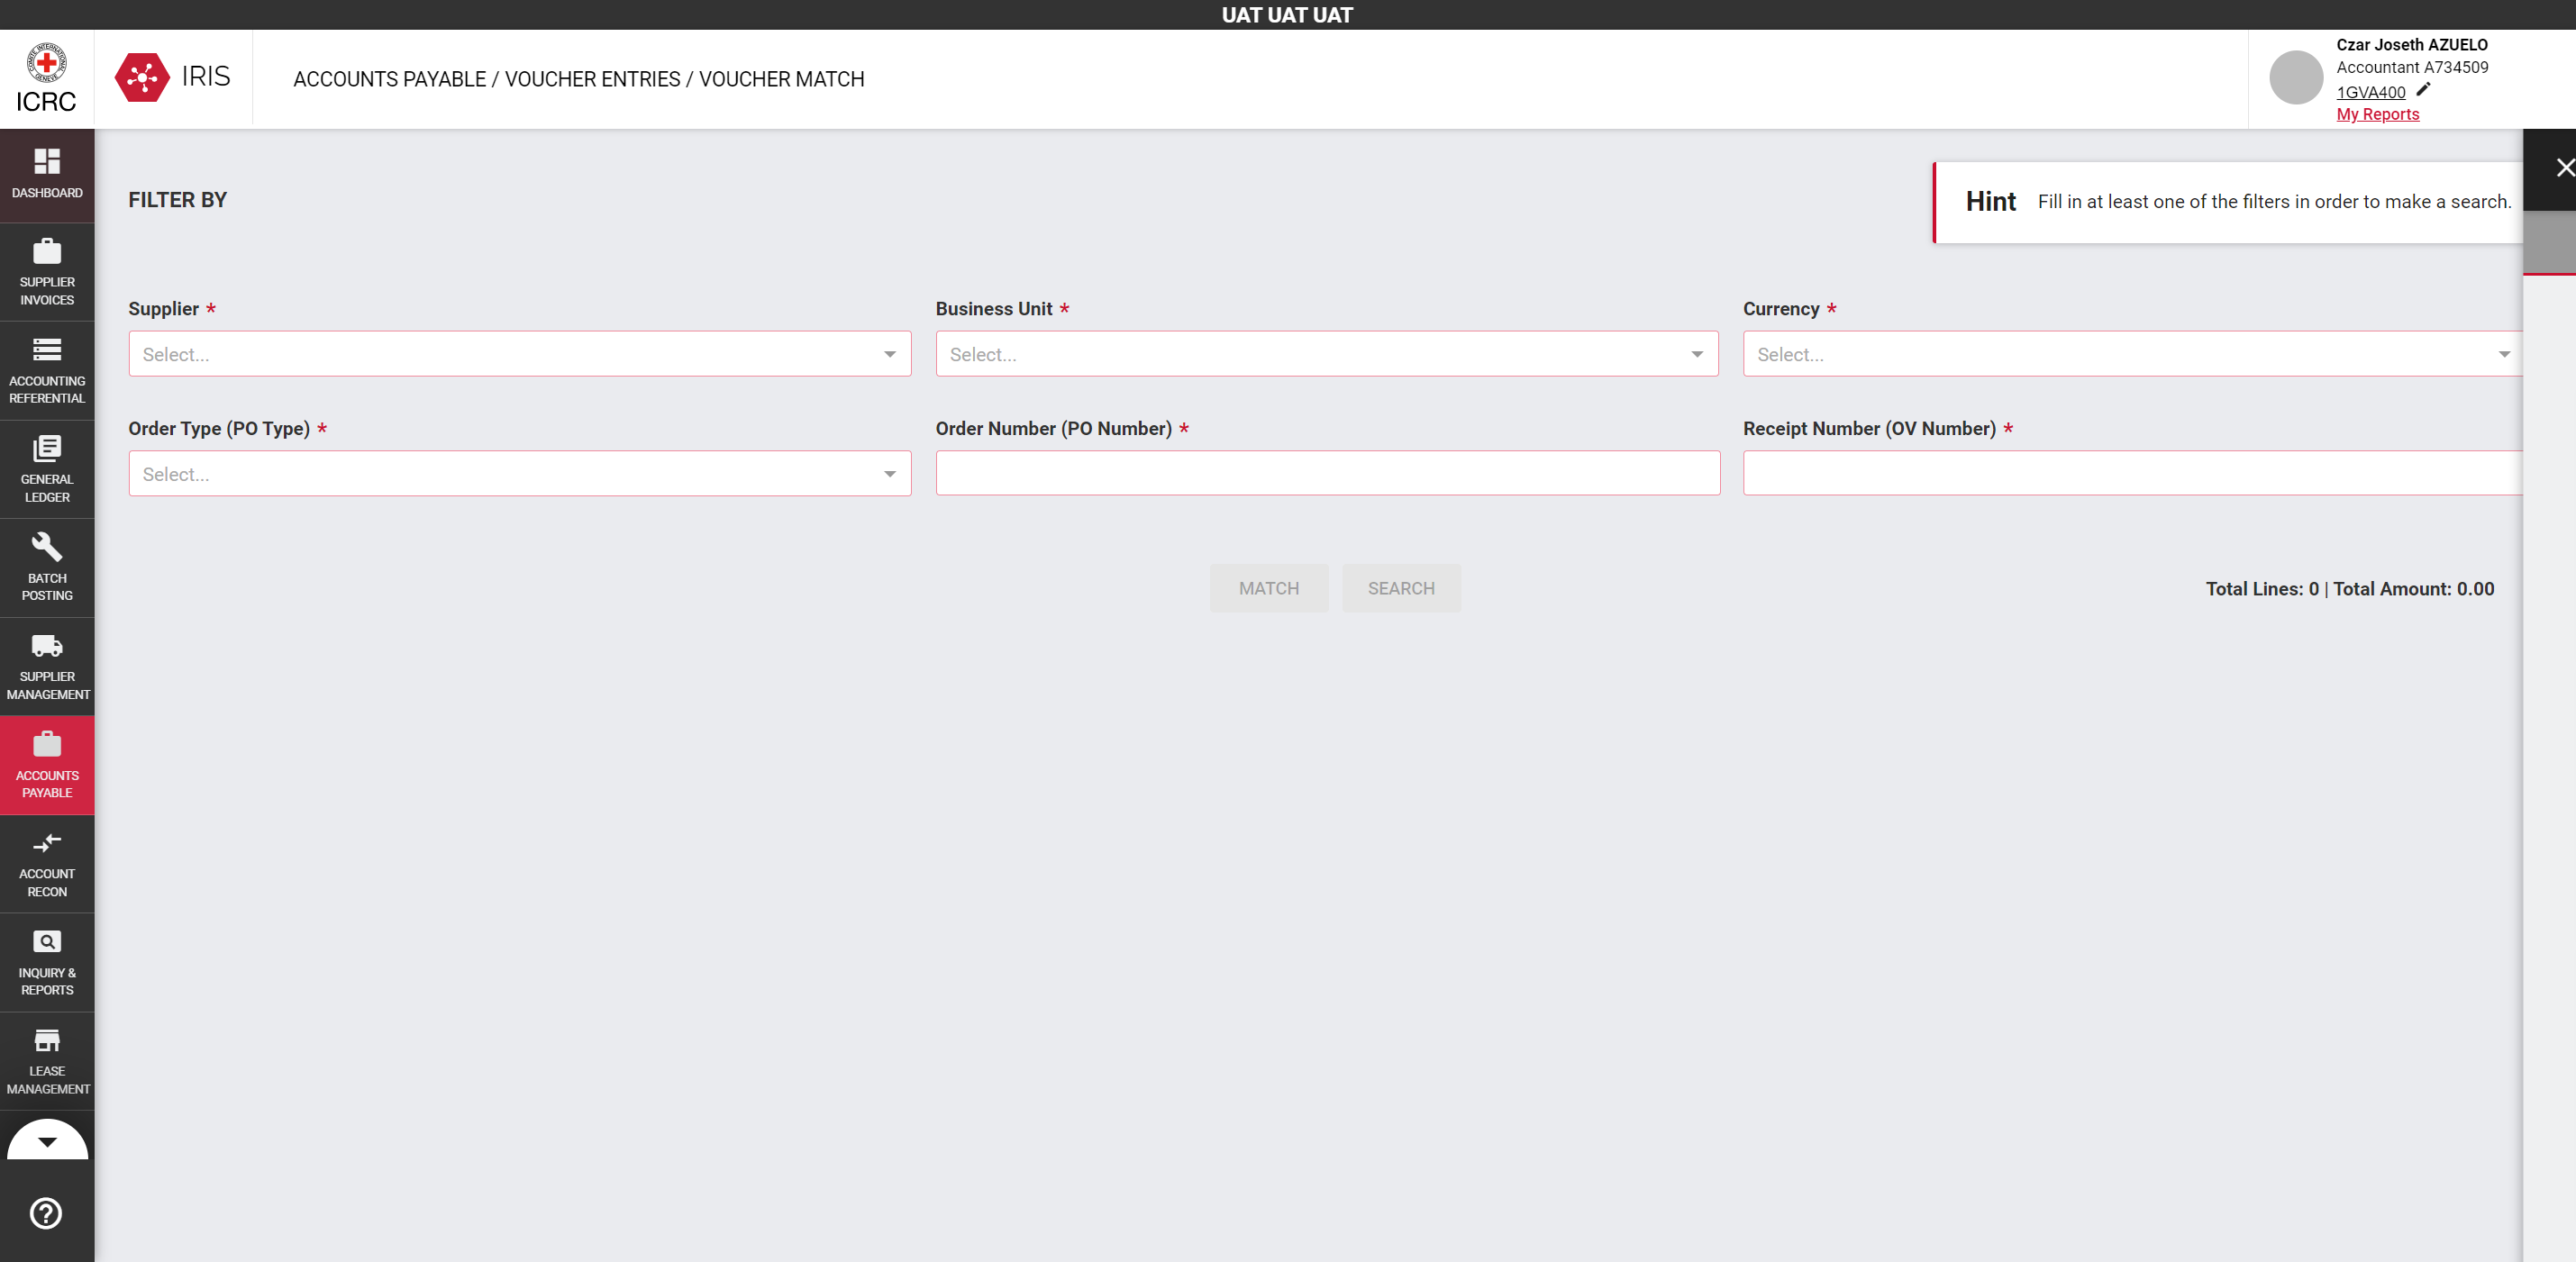 UAT UAT UAT
ICRC
IRIS
ACCOUNTS PAYABLE / VOUCHER ENTRIES / VOUCHER MATCH
Czar Joseth AZUELO
Accountant A734509
1GVA400
My Reports
DASHBOARD
SUPPLIER
INVOICES
ACCOUNTING
REFERENTIAL
GENERAL
LEDGER
BATCH
POSTING
SUPPLIER
MANAGEMENT
ACCOUNTS
PAYABLE
ACCOUNT
RECON
INQUIRY &
REPORTS
LEASE
MANAGEMENT
FILTER BY
Hint Fill in at least one of the filters in order to make a search.
Supplier * Business Unit * Currency *
Select... Select... Select...
Order Type (PO Type) * Order Number (PO Number) * Receipt Number (OV Number) *
Select...
MATCH SEARCH Total Lines: 0 | Total Amount: 0.00